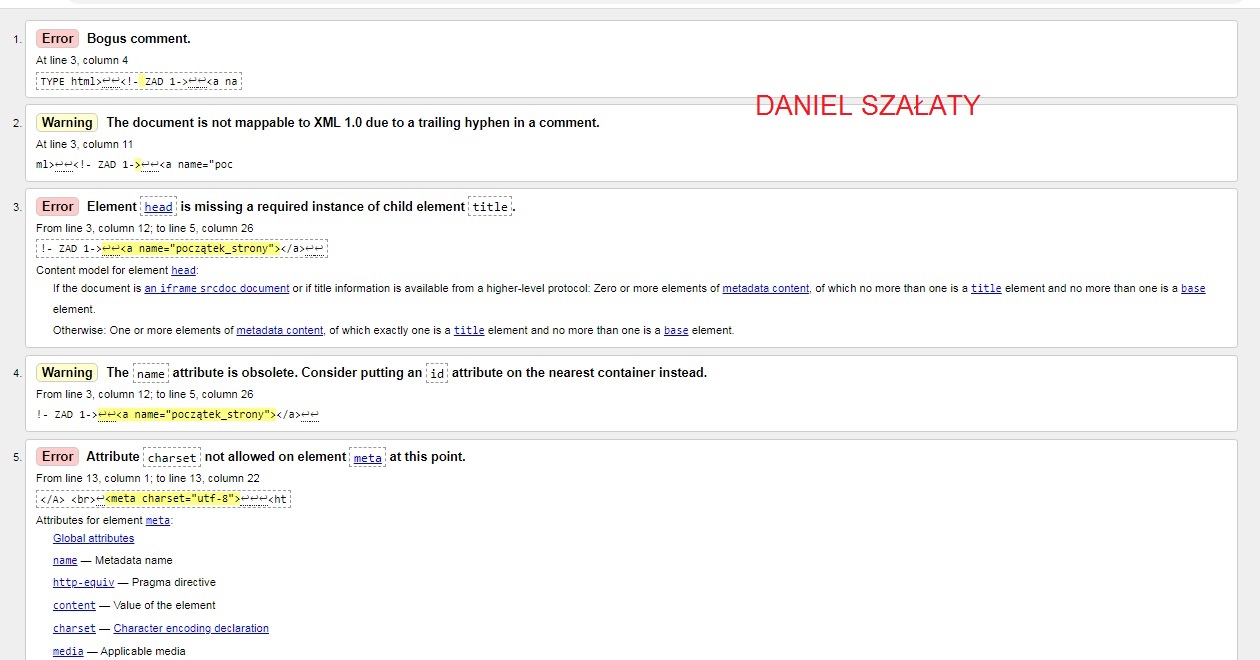 1. Error Bogus comment.
At line 3, column 4
TYPE html>↩↩<!- ZAD 1->↩↩<a na
DANIEL SZAŁATY
2. Warning The document is not mappable to XML 1.0 due to a trailing hyphen in a comment.
At line 3, column 11
ml>↩↩<!- ZAD 1->↩↩<a name="poc
3. Error Element head is missing a required instance of child element title.
From line 3, column 12; to line 5, column 26
!- ZAD 1->↩↩<a name="początek_strony"></a>↩↩
Content model for element head:
If the document is an iframe srcdoc document or if title information is available from a higher-level protocol: Zero or more elements of metadata content, of which no more than one is a title element and no more than one is a base
element.
Otherwise: One or more elements of metadata content, of which exactly one is a title element and no more than one is a base element.
4. Warning The name attribute is obsolete. Consider putting an id attribute on the nearest container instead.
From line 3, column 12; to line 5, column 26
!- ZAD 1->↩↩<a name="początek_strony"></a>↩↩
5. Error Attribute charset not allowed on element meta at this point.
From line 13, column 1; to line 13, column 22
</A> <br>↩<meta charset="utf-8">↩↩↩<ht
Attributes for element meta:
Global attributes
name — Metadata name
http-equiv — Pragma directive
content — Value of the element
charset — Character encoding declaration
media — Applicable media